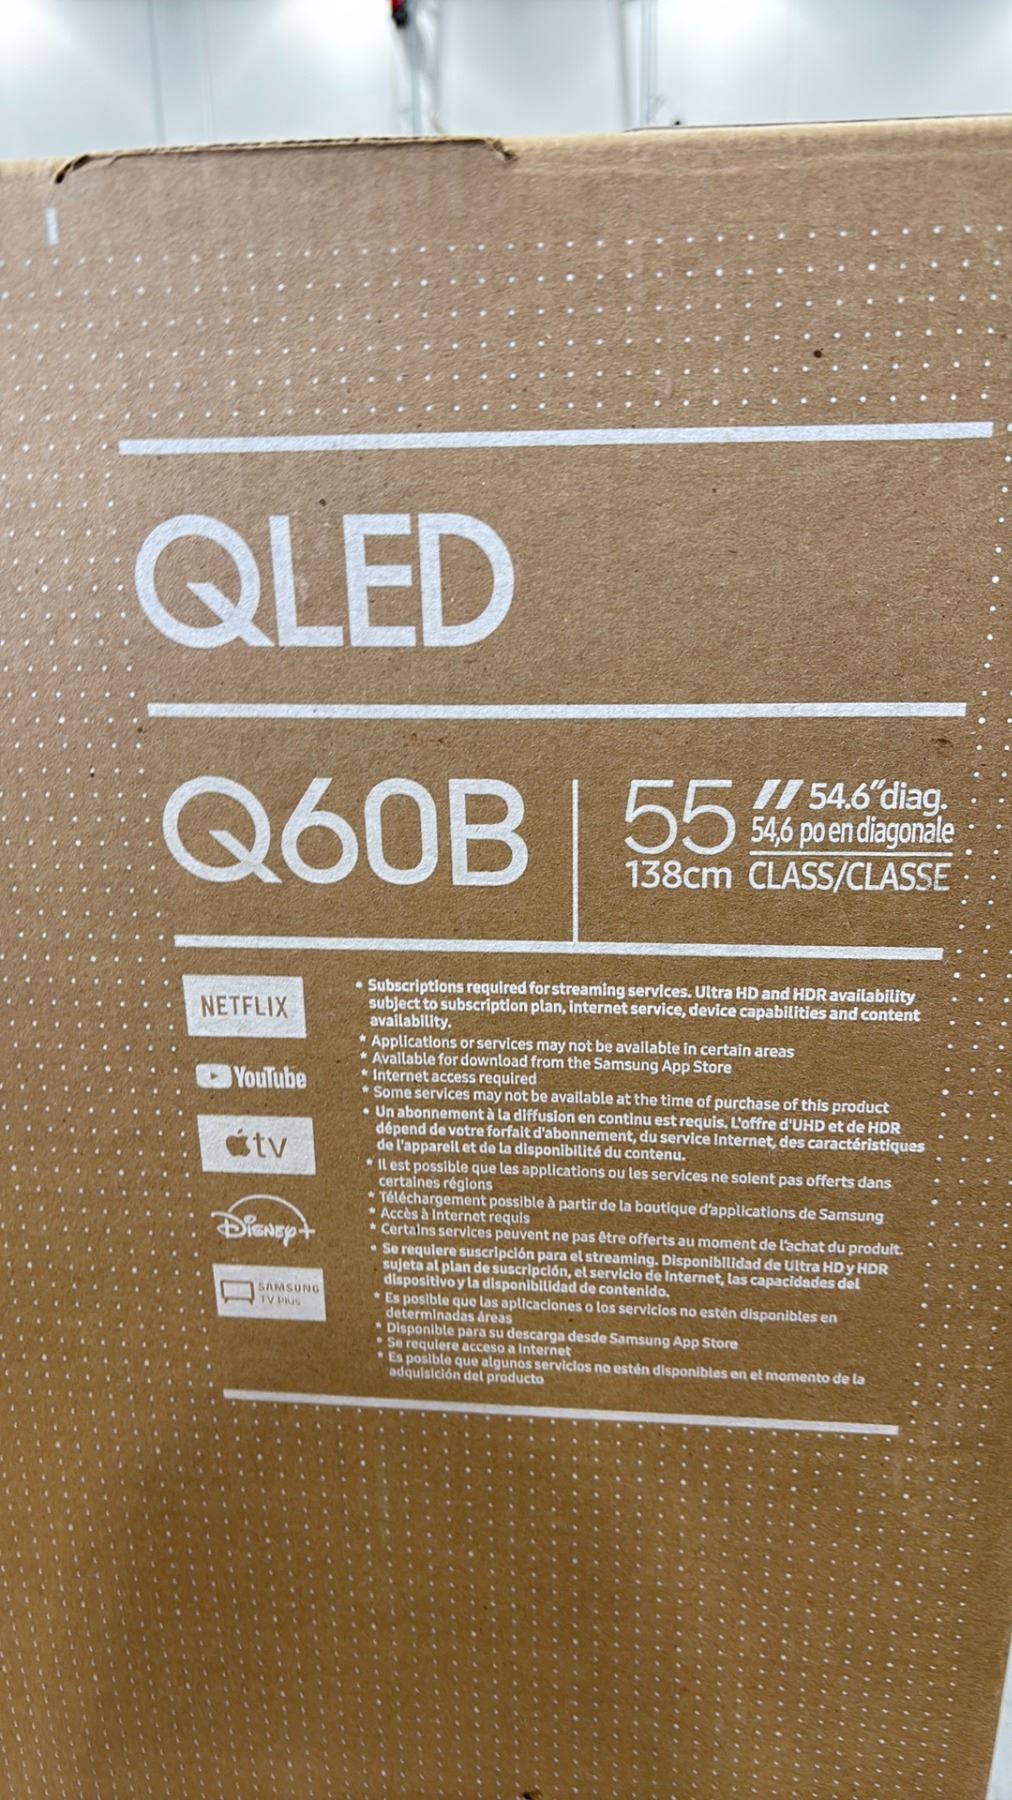 QLED
Q60B
55" 54.6"diag.
54,6 po en diagonale
138cm CLASS/CLASSE
NETFLIX
YouTube
tv
Disney+
SAMSUNG
TV Plus
• Subscriptions required for streaming services. Ultra HD and HDR availability
subject to subscription plan, internet service, device capabilities and content
availability.
* Applications or services may not be available in certain areas
* Available for download from the Samsung App Store
* Internet access required
* Some services may not be available at the time of purchase of this product
• Un abonnement à la diffusion en continu est requis. L'offre d'UHD et de HDR
dépend de votre forfait d'abonnement, du service Internet, des caractéristiques
de l'appareil et de la disponibilité du contenu.
* Il est possible que les applications ou les services ne soient pas offerts dans
certaines régions
* Téléchargement possible à partir de la boutique d'applications de Samsung
* Accès à Internet requis
* Certains services peuvent ne pas être offerts au moment de l'achat du produit.
• Se requiere suscripción para el streaming. Disponibilidad de Ultra HD y HDR
sujeta al plan de suscripción, el servicio de Internet, las capacidades del
dispositivo y la disponibilidad de contenido.
* Es posible que las aplicaciones o los servicios no estén disponibles en
determinadas áreas
* Disponible para su descarga desde Samsung App Store
* Se requiere acceso a Internet
* Es posible que algunos servicios no estén disponibles en el momento de la
adquisición del producto